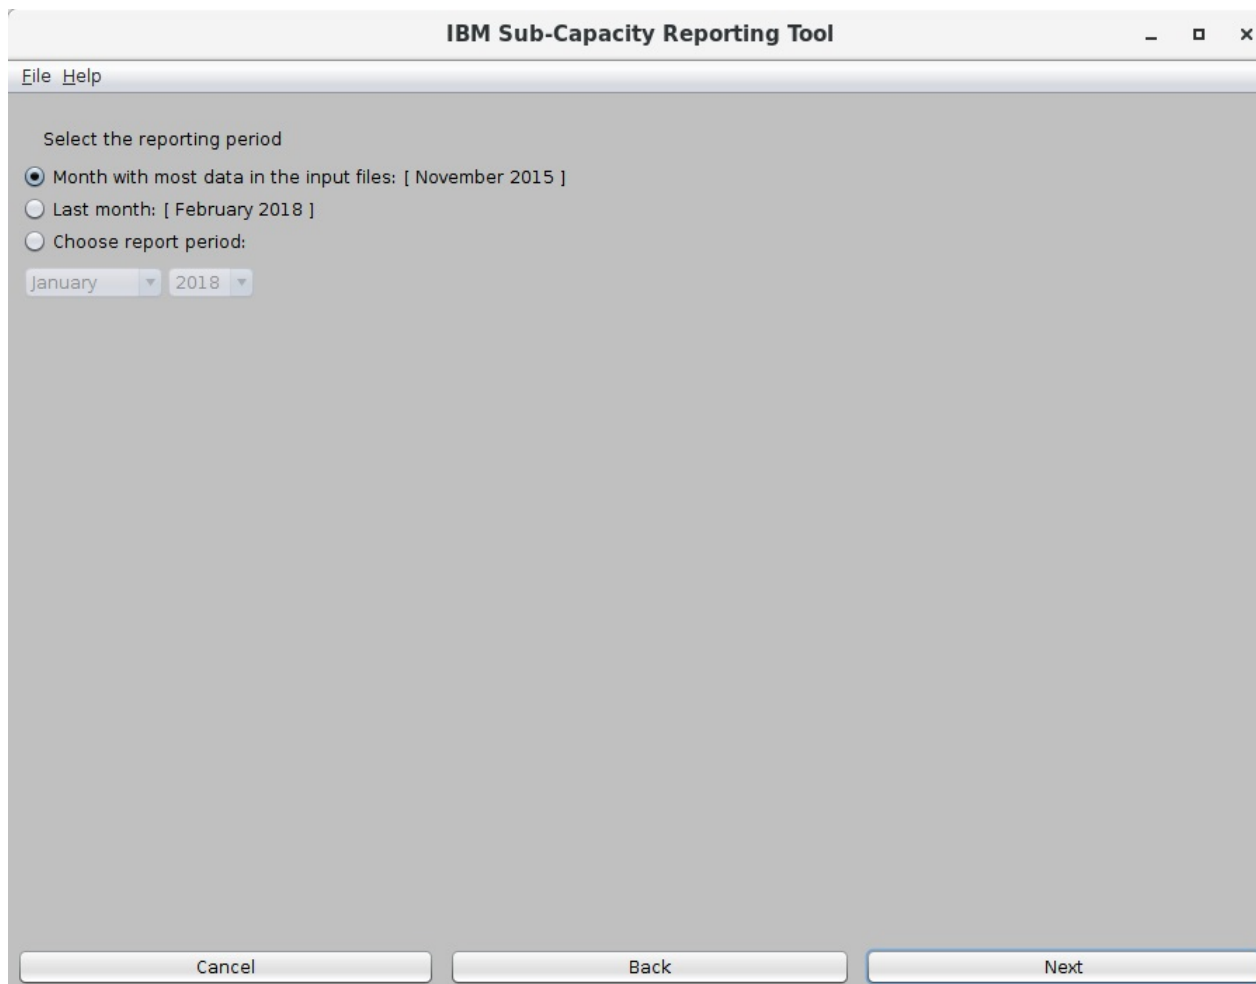 IBM Sub-Capacity Reporting Tool
File Help
Select the reporting period
Month with most data in the input files: [ November 2015 ]
Last month: [ February 2018 ]
Choose report period:
January 2018
Cancel Back Next